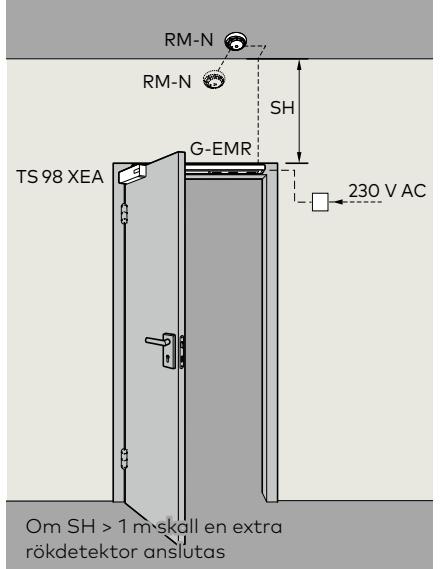 RM-N
RM-N
SH
G-EMR
TS 98 XEA
230 V AC
Om SH > 1 m skall en extra
rökdetektor anslutas